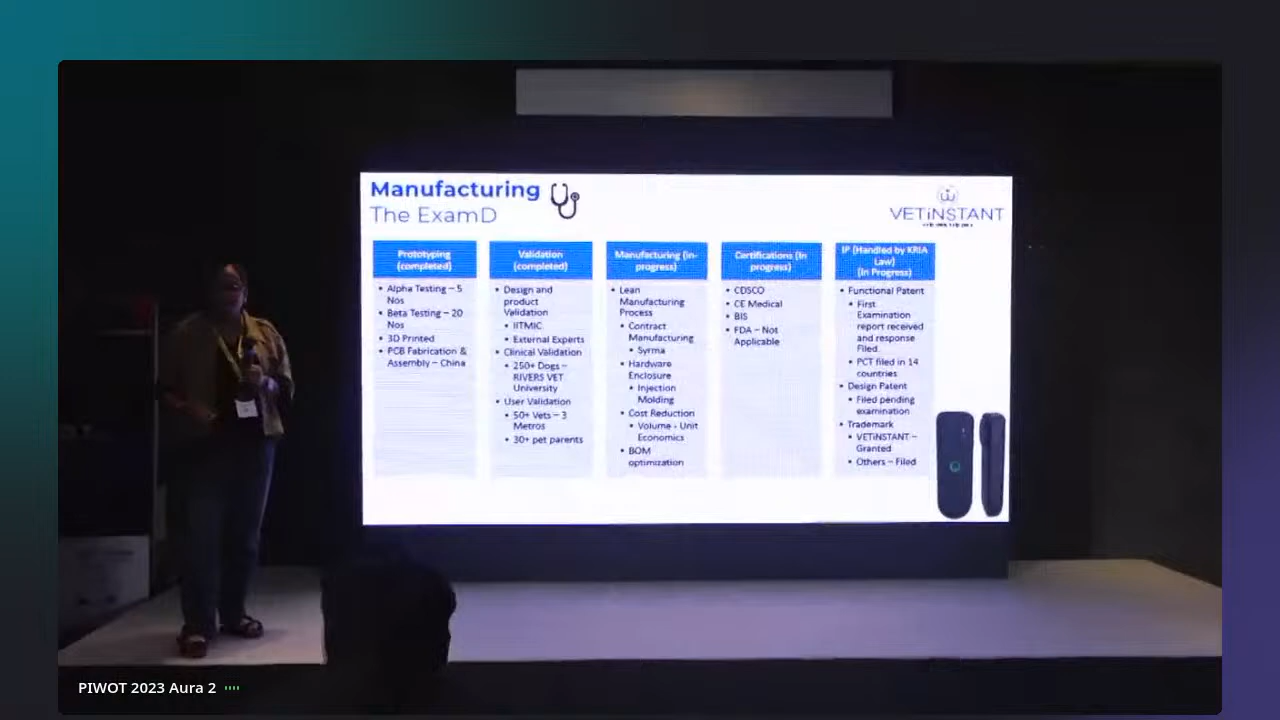 Manufacturing
The ExamD
VETiNSTANT
Prototyping
(completed)
Alpha Testing – 5
Nos
Beta Testing – 20
Nos
3D Printed
PCB Fabrication &
Assembly – China
Validation
(completed)
Design and
product
Validation
IITMIC
External Experts
Clinical Validation
250+ Dogs –
RIVERS VET
University
User Validation
50+ Vets – 3
Metros
30+ pet parents
Manufacturing (in-
progress)
Lean
Manufacturing
Process
Contract
Manufacturing
Syrma
Hardware
Enclosure
Injection
Molding
Cost Reduction
Volume - Unit
Economics
BOM
optimization
Certifications (In
progress)
CDSCO
CE Medical
BIS
FDA – Not
Applicable
IP (Handled by KRIA
Law)
(In Progress)
Functional Patent
First
Examination
report received
and response
Filed.
PCT filed in 14
countries
Design Patent
Filed pending
examination
Trademark
VETiNSTANT –
Granted
Others – Filed
PIWOT 2023 Aura 2